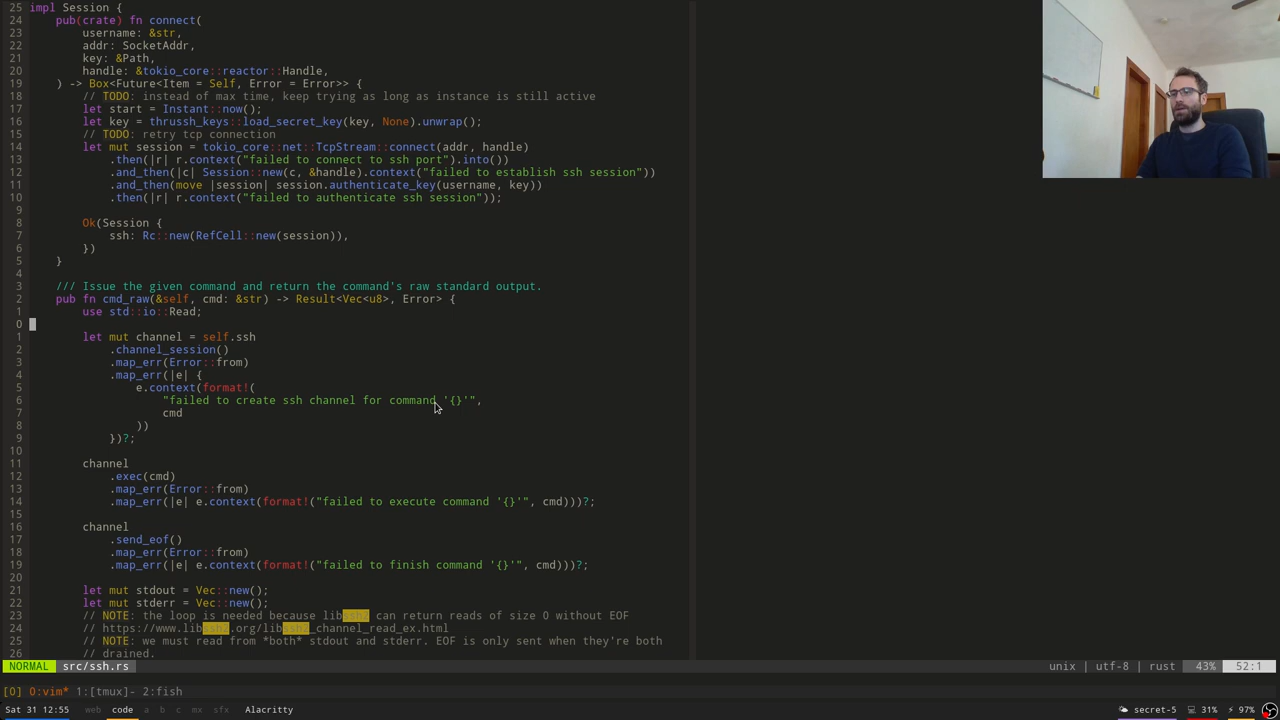 25 impl Session {
24 pub(crate) fn connect(
23 username: &str,
22 addr: SocketAddr,
21 key: &Path,
20 handle: &tokio_core::reactor::Handle,
19 ) -> Box<Future<Item = Self, Error = Error>> {
18 // TODO: instead of max time, keep trying as long as instance is still active
17 let start = Instant::now();
16 let key = thrussh_keys::load_secret_key(key, None).unwrap();
15 // TODO: retry tcp connection
14 let mut session = tokio_core::net::TcpStream::connect(addr, handle)
13 .then(|r| r.context("failed to connect to ssh port").into())
12 .and_then(|c| Session::new(c, &handle).context("failed to establish ssh session"))
11 .and_then(move |session| session.authenticate_key(username, key))
10 .then(|r| r.context("failed to authenticate ssh session"));
9
8 Ok(Session {
7 ssh: Rc::new(RefCell::new(session)),
6 })
5 }
4
3 /// Issue the given command and return the command's raw standard output.
2 pub fn cmd_raw(&self, cmd: &str) -> Result<Vec<u8>, Error> {
1 use std::io::Read;
0
1 let mut channel = self.ssh
2 .channel_session()
3 .map_err(Error::from)
4 .map_err(|e| {
5 e.context(format!(
6 "failed to create ssh channel for command '{}'",
7 cmd
8 ))
9 })?;
10
11 channel
12 .exec(cmd)
13 .map_err(Error::from)
14 .map_err(|e| e.context(format!("failed to execute command '{}'", cmd)))?;
15
16 channel
17 .send_eof()
18 .map_err(Error::from)
19 .map_err(|e| e.context(format!("failed to finish command '{}'", cmd)))?;
20
21 let mut stdout = Vec::new();
22 let mut stderr = Vec::new();
23 // NOTE: the loop is needed because libssh2 can return reads of size 0 without EOF
24 // https://www.libssh2.org/libssh2_channel_read_ex.html
25 // NOTE: we must read from *both* stdout and stderr. EOF is only sent when they're both
26 // drained.
NORMAL src/ssh.rs unix | utf-8 | rust 43% 52:1
[0] 0:vim* 1:[tmux]- 2:fish
Sat 31 12:55 web code a b c mx sfx Alacritty secret-5 31% 97%